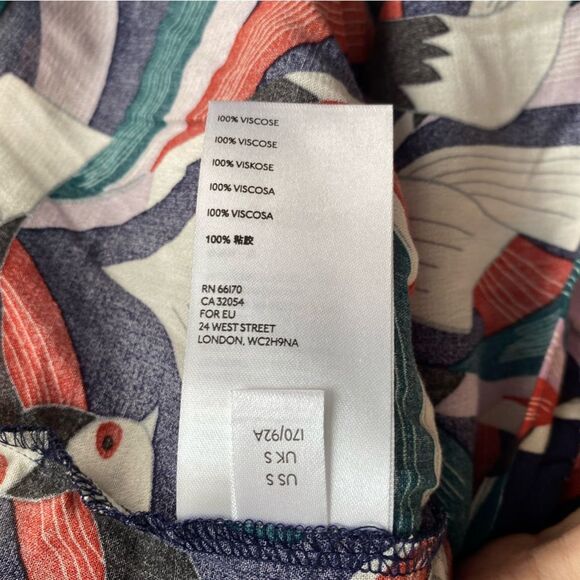 100% VISCOSE
100% VISCOSE
100% VISKOSE
100% VISCOSA
100% VISCOSA
100% 粘胶
RN 66170
CA 32054
FOR EU
24 WEST STREET
LONDON, WC2H9NA
US S
UK S
170/92A